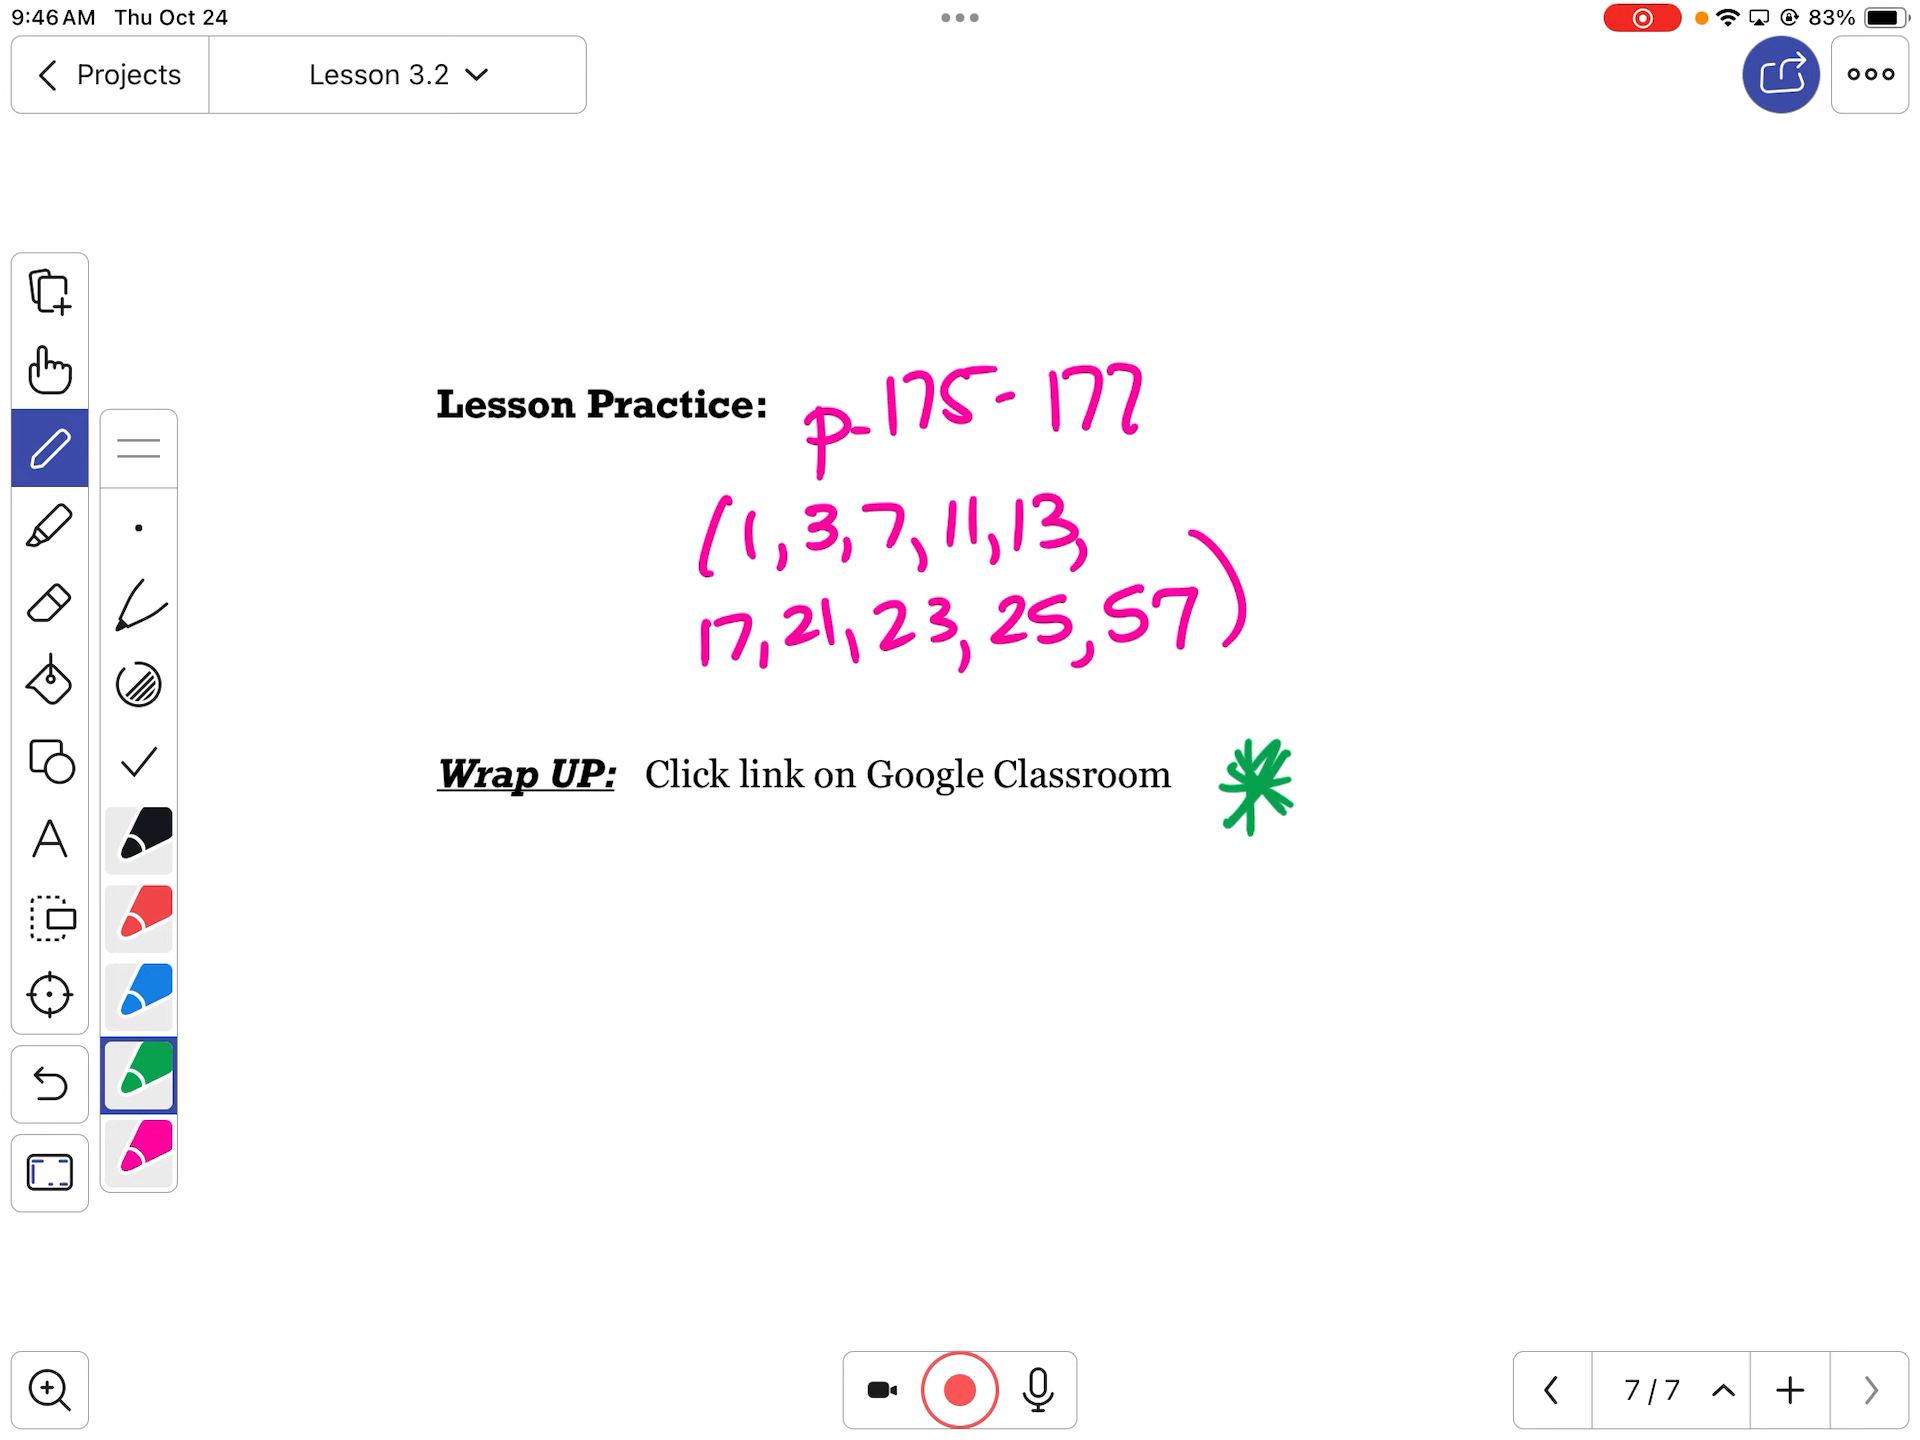 9:46 AM Thu Oct 24
83%
Projects
Lesson 3.2
Lesson Practice: p. 175 - 177
(1, 3, 7, 11, 13,
17, 21, 23, 25, 57)
Wrap UP: Click link on Google Classroom
A
7 / 7